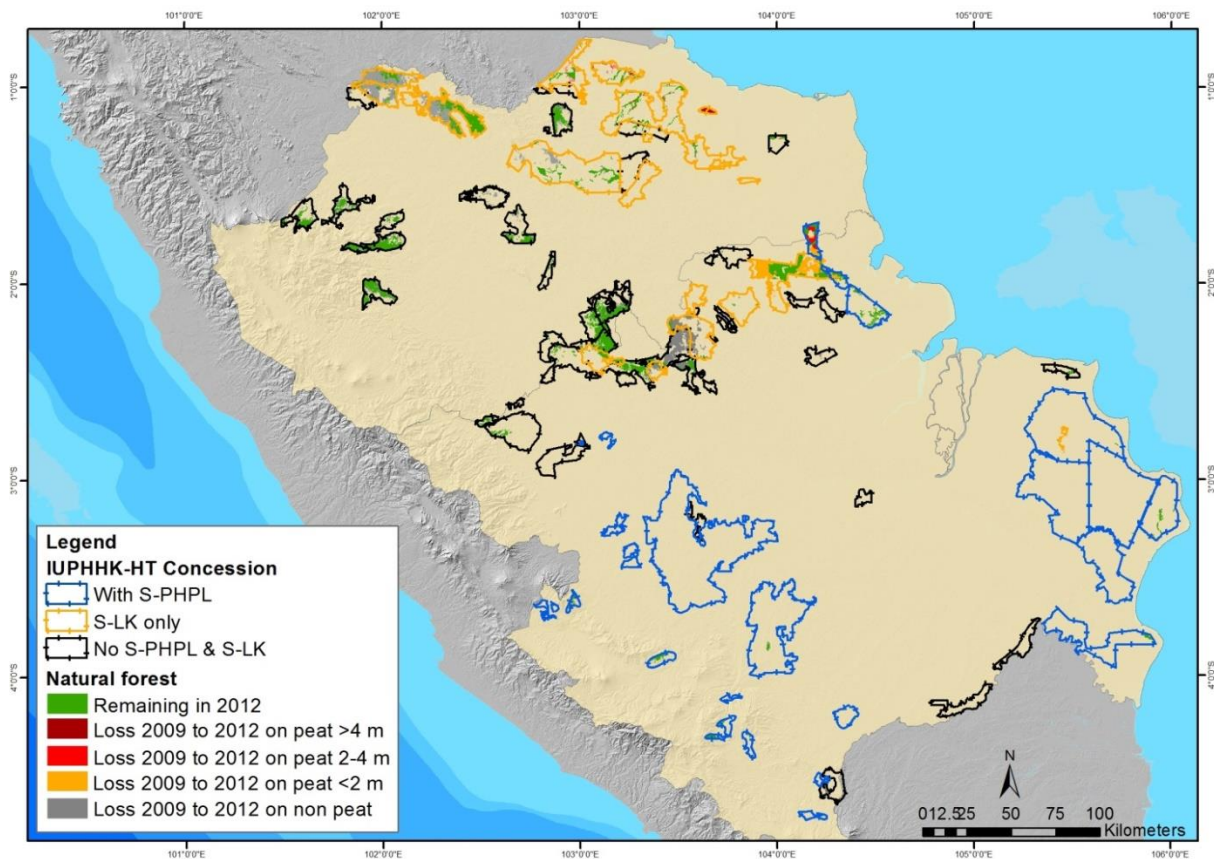 101°0'0"E 102°0'0"E 103°0'0"E 104°0'0"E 105°0'0"E 106°0'0"E
1°0'0"S 1°0'0"S
2°0'0"S 2°0'0"S
3°0'0"S 3°0'0"S
4°0'0"S 4°0'0"S
Legend
IUPHHK-HT Concession
With S-PHPL
S-LK only
No S-PHPL & S-LK
Natural forest
Remaining in 2012
Loss 2009 to 2012 on peat >4 m
Loss 2009 to 2012 on peat 2-4 m
Loss 2009 to 2012 on peat <2 m
Loss 2009 to 2012 on non peat
N
0 12.5 25 50 75 100
Kilometers
101°0'0"E 102°0'0"E 103°0'0"E 104°0'0"E 105°0'0"E 106°0'0"E